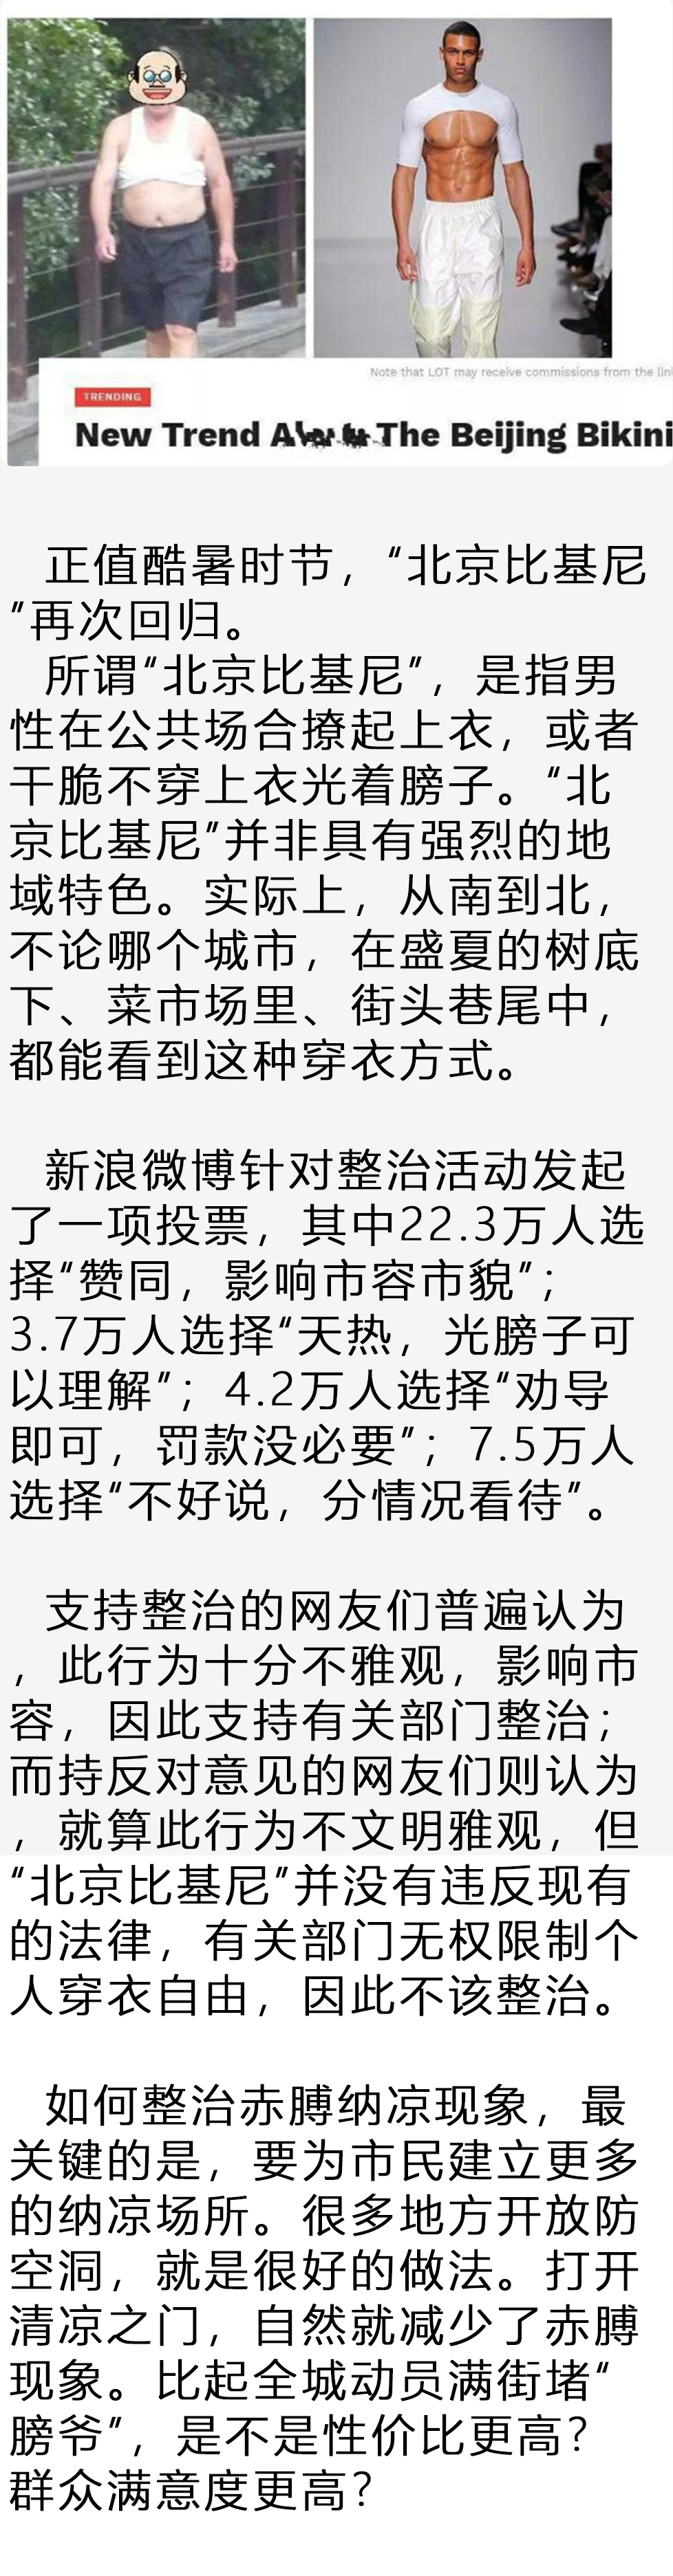 Note that LOT may receive commissions from the lin
TRENDING
New Trend The Beijing Bikini
正值酷暑时节，“北京比基尼
”再次回归。
所谓“北京比基尼”，是指男
性在公共场合撩起上衣，或者
干脆不穿上衣光着膀子。“北
京比基尼”并非具有强烈的地
域特色。实际上，从南到北，
不论哪个城市，在盛夏的树底
下、菜市场里、街头巷尾中，
都能看到这种穿衣方式。
新浪微博针对整治活动发起
了一项投票，其中22.3万人选
择“赞同，影响市容市貌”；
3.7万人选择“天热，光膀子可
以理解”；4.2万人选择“劝导
即可，罚款没必要”；7.5万人
选择“不好说，分情况看待”。
支持整治的网友们普遍认为
，此行为十分不雅观，影响市
容，因此支持有关部门整治；
而持反对意见的网友们则认为
，就算此行为不文明雅观，但
“北京比基尼”并没有违反现有
的法律，有关部门无权限制个
人穿衣自由，因此不该整治。
如何整治赤膊纳凉现象，最
关键的是，要为市民建立更多
的纳凉场所。很多地方开放防
空洞，就是很好的做法。打开
清凉之门，自然就减少了赤膊
现象。比起全城动员满街堵“
膀爷”，是不是性价比更高？
群众满意度更高？